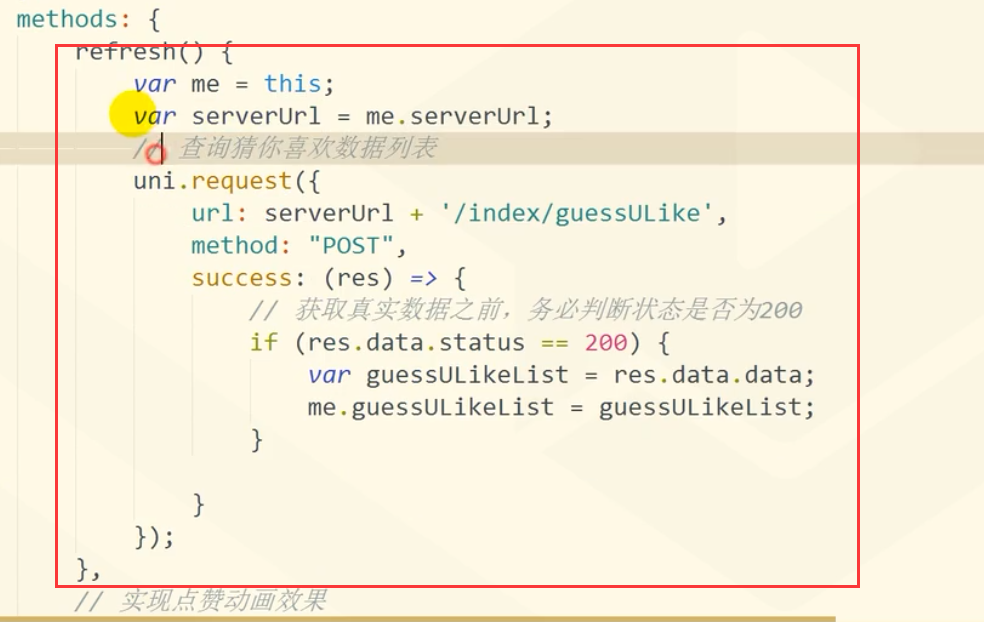 methods: {
refresh() {
var me = this;
var serverUrl = me.serverUrl;
// 查询猜你喜欢数据列表
uni.request({
url: serverUrl + '/index/guessULike',
method: "POST",
success: (res) => {
// 获取真实数据之前，务必判断状态是否为200
if (res.data.status == 200) {
var guessULikeList = res.data.data;
me.guessULikeList = guessULikeList;
}
}
});
},
// 实现点赞动画效果